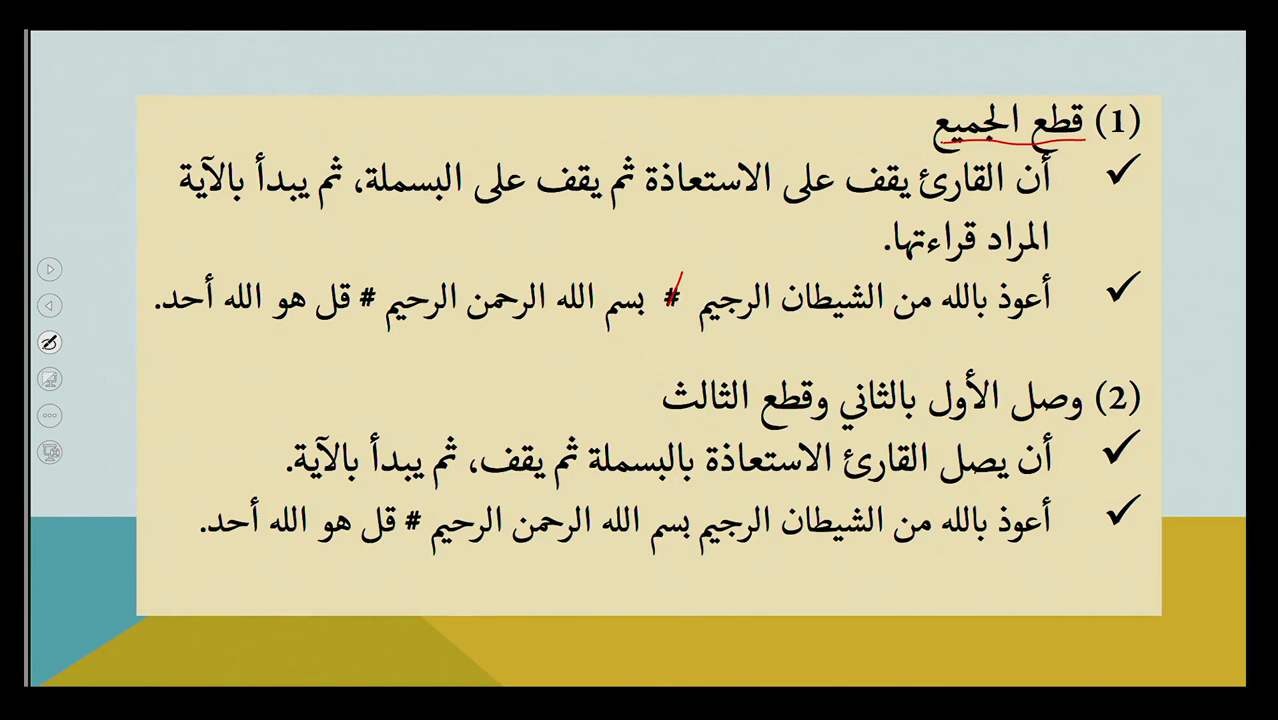 (1) قطع الجميع
✓ أن القارئ يقف على الاستعاذة ثم يقف على البسملة، ثم يبدأ بالآية
المراد قراءتها.
✓ أعوذ بالله من الشيطان الرجيم # بسم الله الرحمن الرحيم # قل هو الله أحد.
(2) وصل الأول بالثاني وقطع الثالث
✓ أن يصل القارئ الاستعاذة بالبسملة ثم يقف، ثم يبدأ بالآية.
✓ أعوذ بالله من الشيطان الرجيم بسم الله الرحمن الرحيم # قل هو الله أحد.